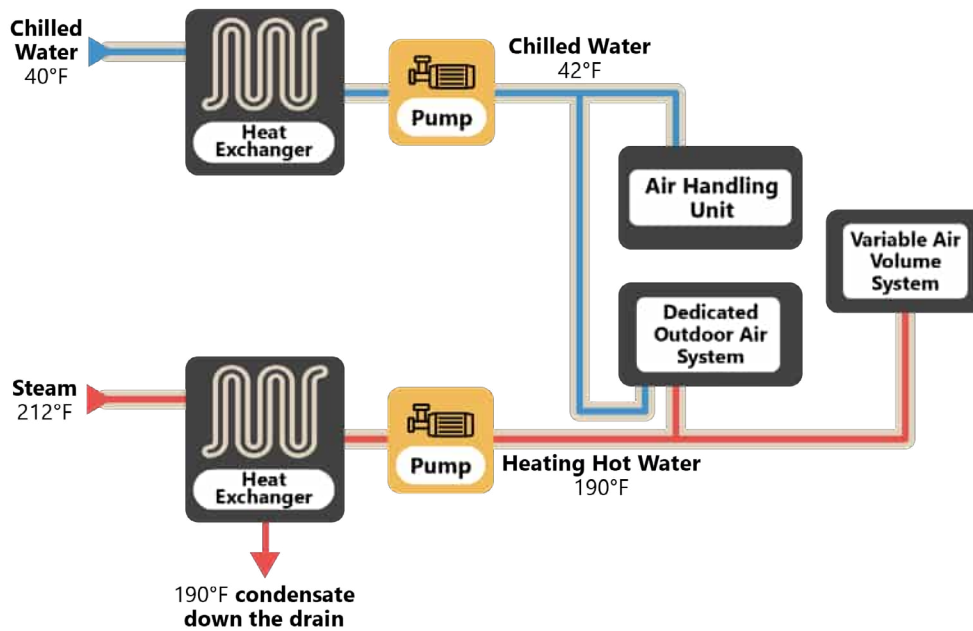 Chilled
Water
40°F
Heat
Exchanger
Pump
Chilled Water
42°F
Air Handling
Unit
Variable Air
Volume
System
Dedicated
Outdoor Air
System
Steam
212°F
Heat
Exchanger
Pump
Heating Hot Water
190°F
190°F condensate
down the drain